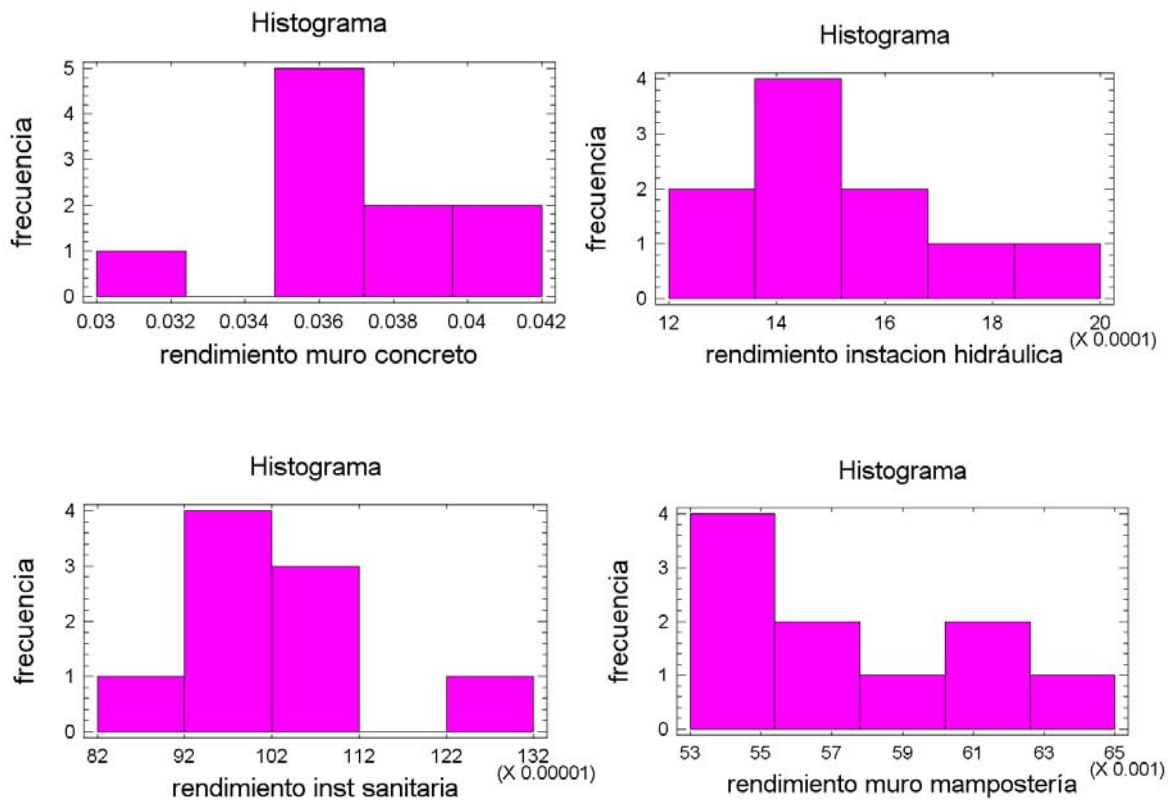 Histograma
frecuencia
5
4
3
2
1
0
0.03 0.032 0.034 0.036 0.038 0.04 0.042
rendimiento muro concreto
Histograma
frecuencia
4
3
2
1
0
12 14 16 18 20
(X 0.0001)
rendimiento instacion hidráulica
Histograma
frecuencia
4
3
2
1
0
82 92 102 112 122 132
(X 0.00001)
rendimiento inst sanitaria
Histograma
frecuencia
4
3
2
1
0
53 55 57 59 61 63 65
(X 0.001)
rendimiento muro mampostería